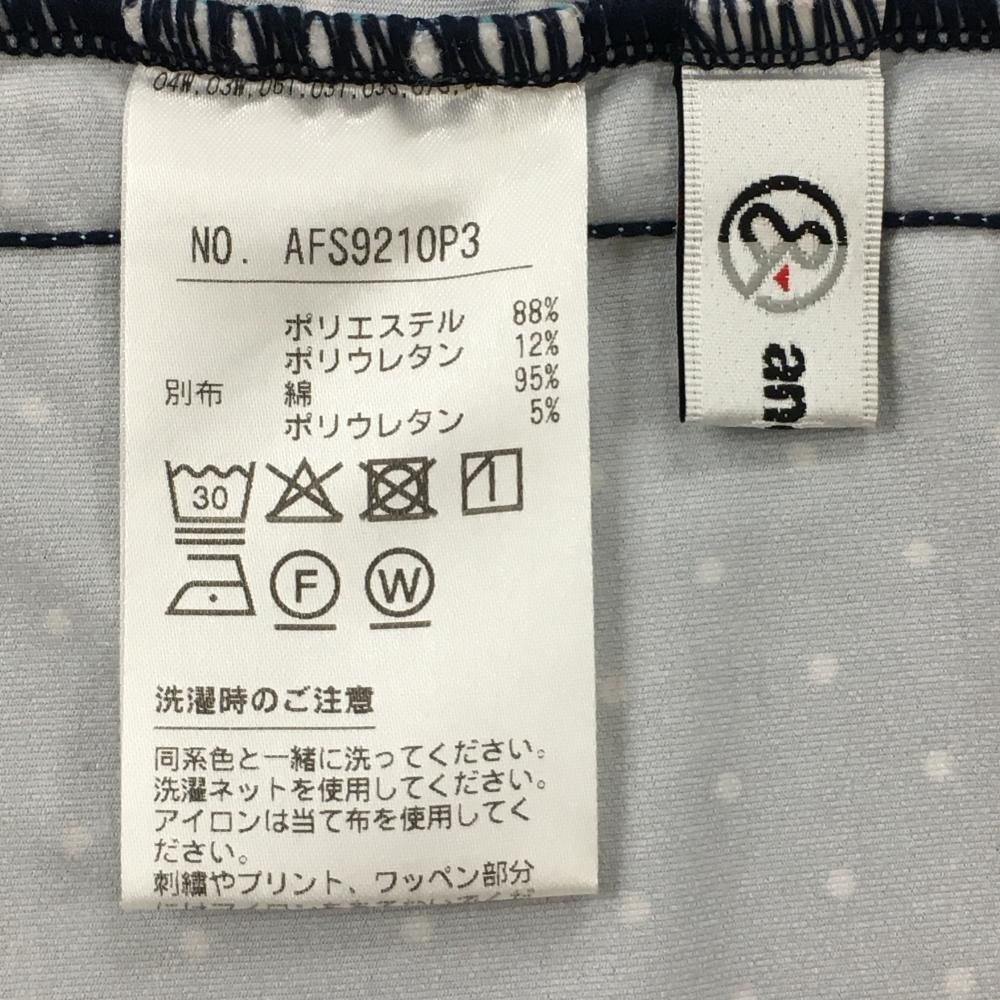 04W.03W.
NO. AFS9210P3
ポリエステル 88%
ポリウレタン 12%
別布 綿 95%
ポリウレタン 5%
30
F W
洗濯時のご注意
同系色と一緒に洗ってください。
洗濯ネットを使用してください。
アイロンは当て布を使用してく
ださい。
刺繍やプリント、ワッペン部分
an